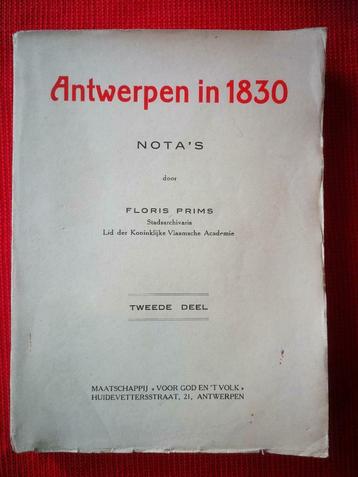 Antwerpen in 1830
NOTA'S
door
FLORIS PRIMS
Stadsarchivaris
Lid der Koninklijke Vlaamsche Academie
TWEEDE DEEL
MAATSCHAPPIJ « VOOR GOD EN 'T VOLK »
HUIDEVETTERSSTRAAT, 21, ANTWERPEN